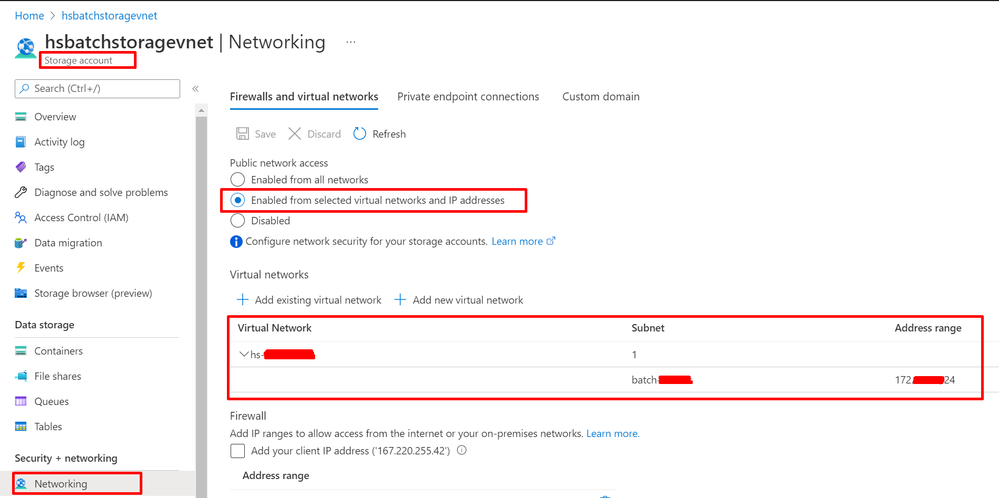 Home > hsbatchstoragevnet
hsbatchstoragevnet | Networking ...
Storage account
Search (Ctrl+/)
«
Overview
Activity log
Tags
Diagnose and solve problems
Access Control (IAM)
Data migration
Events
Storage browser (preview)
Data storage
Containers
File shares
Queues
Tables
Security + networking
Networking
Firewalls and virtual networks Private endpoint connections Custom domain
Save Discard Refresh
Public network access
Enabled from all networks
Enabled from selected virtual networks and IP addresses
Disabled
Configure network security for your storage accounts. Learn more
Virtual networks
+ Add existing virtual network + Add new virtual network
Virtual Network Subnet Address range
hs- 1
batch- 172. 24
Firewall
Add IP ranges to allow access from the internet or your on-premises networks. Learn more.
Add your client IP address ('167.220.255.42')
Address range